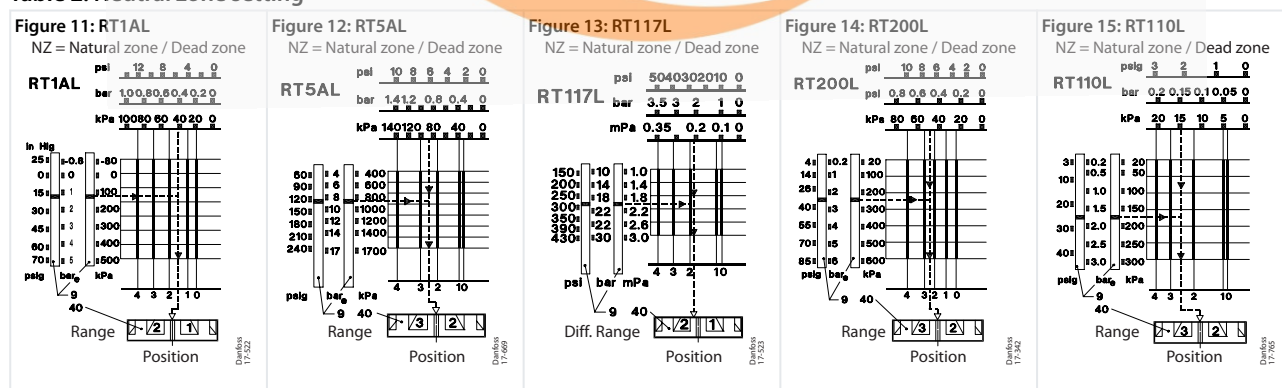 Table 2: Neutral zone setting
Figure 11: RT1AL
NZ = Natural zone / Dead zone
psi 12 8 4 0
RT1AL
bar 1.0 0.8 0.6 0.4 0.2 0
kPa 100 80 60 40 20 0
in Hg
25 -0.8 -80
0 0 0
15 1 100
30 2 200
45 3 300
60 4 400
70 5 500
psig bar e kPa
9
4 3 2 1 0
40
Range 2 1
Position
Danfoss
17-522
Figure 12: RT5AL
NZ = Natural zone / Dead zone
psi 10 8 6 4 2 0
RT5AL
bar 1.4 1.2 0.8 0.4 0
kPa 140 120 80 40 0
60 4 400
90 6 600
120 8 800
150 10 1000
180 12 1200
210 14 1400
240 17 1700
psig bar e kPa
4 3 2 1 0
9 40
Range 3 2
Position
Danfoss
17-669
Figure 13: RT117L
NZ = Natural zone / Dead zone
psi 50 40 30 20 10 0
RT117L
bar 3.5 3 2 1 0
mPa 0.35 0.2 0.1 0
150 10 1.0
200 14 1.4
250 18 1.8
300 22 2.2
350 22 2.6
390 30 3.0
430
4 3 2 1 0
psi bar mPa
9 40
Diff. Range 2 1
Position
Danfoss
17-523
Figure 14: RT200L
NZ = Natural zone / Dead zone
psi 10 8 6 4 2 0
RT200L
psi 0.8 0.6 0.4 0.2 0
kPa 80 60 40 20 0
4 0.2 20
14 1 100
26 2 200
40 3 300
55 4 400
70 5 500
85 6 600
psig bar e kPa
4 3 2 1 0
9
40
Range 3 2
Position
Danfoss
17-342
Figure 15: RT110L
NZ = Natural zone / Dead zone
psig 3 2 1 0
RT110L
bar 0.2 0.15 0.1 0.05 0
kPa 20 15 10 5 0
3 0.2 20
0.5 50
10 1.0 100
20 1.5 150
30 2.0 200
2.5 250
40 3.0 300
psig bar e kPa
4 3 2 1 0
9
40
Range 3 2
Position
Danfoss
17-765